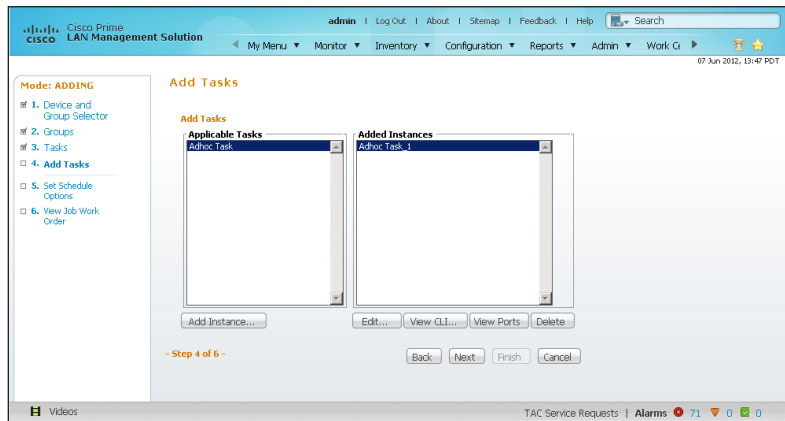 Cisco Prime
CISCO LAN Management Solution
admin | Log Out | About | Sitemap | Feedback | Help Search
My Menu Monitor Inventory Configuration Reports Admin Work Ce
07 Jun 2012, 13:47 PDT
Mode: ADDING
1. Device and
Group Selector
2. Groups
3. Tasks
4. Add Tasks
5. Set Schedule
Options
6. View Job Work
Order
Add Tasks
Add Tasks
Applicable Tasks
Adhoc Task
Added Instances
Adhoc Task_1
Add Instance...
Edit... View CLI... View Ports Delete
- Step 4 of 6 -
Back Next Finish Cancel
Videos
TAC Service Requests | Alarms 71 0 0